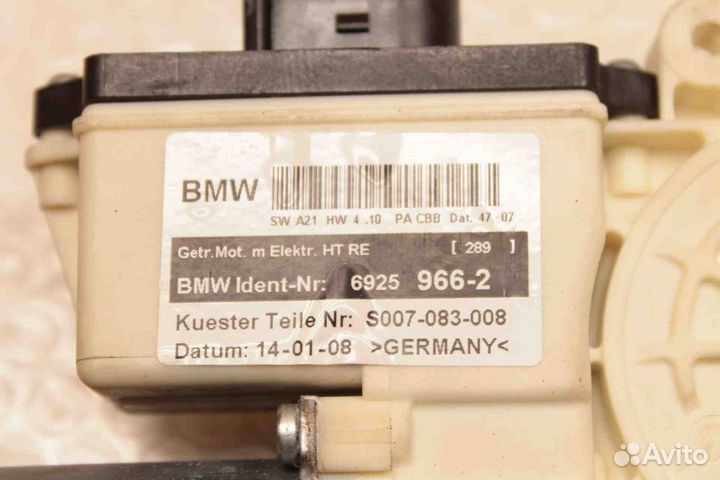 BMW
SW A21 HW 4.10 PA CBB Dat. 47-07
Getr.Mot. m Elektr. HT RE [ 289 ]
BMW Ident-Nr: 6925 966-2
Kuester Teile Nr: S007-083-008
Datum: 14-01-08 >GERMANY<
Avito